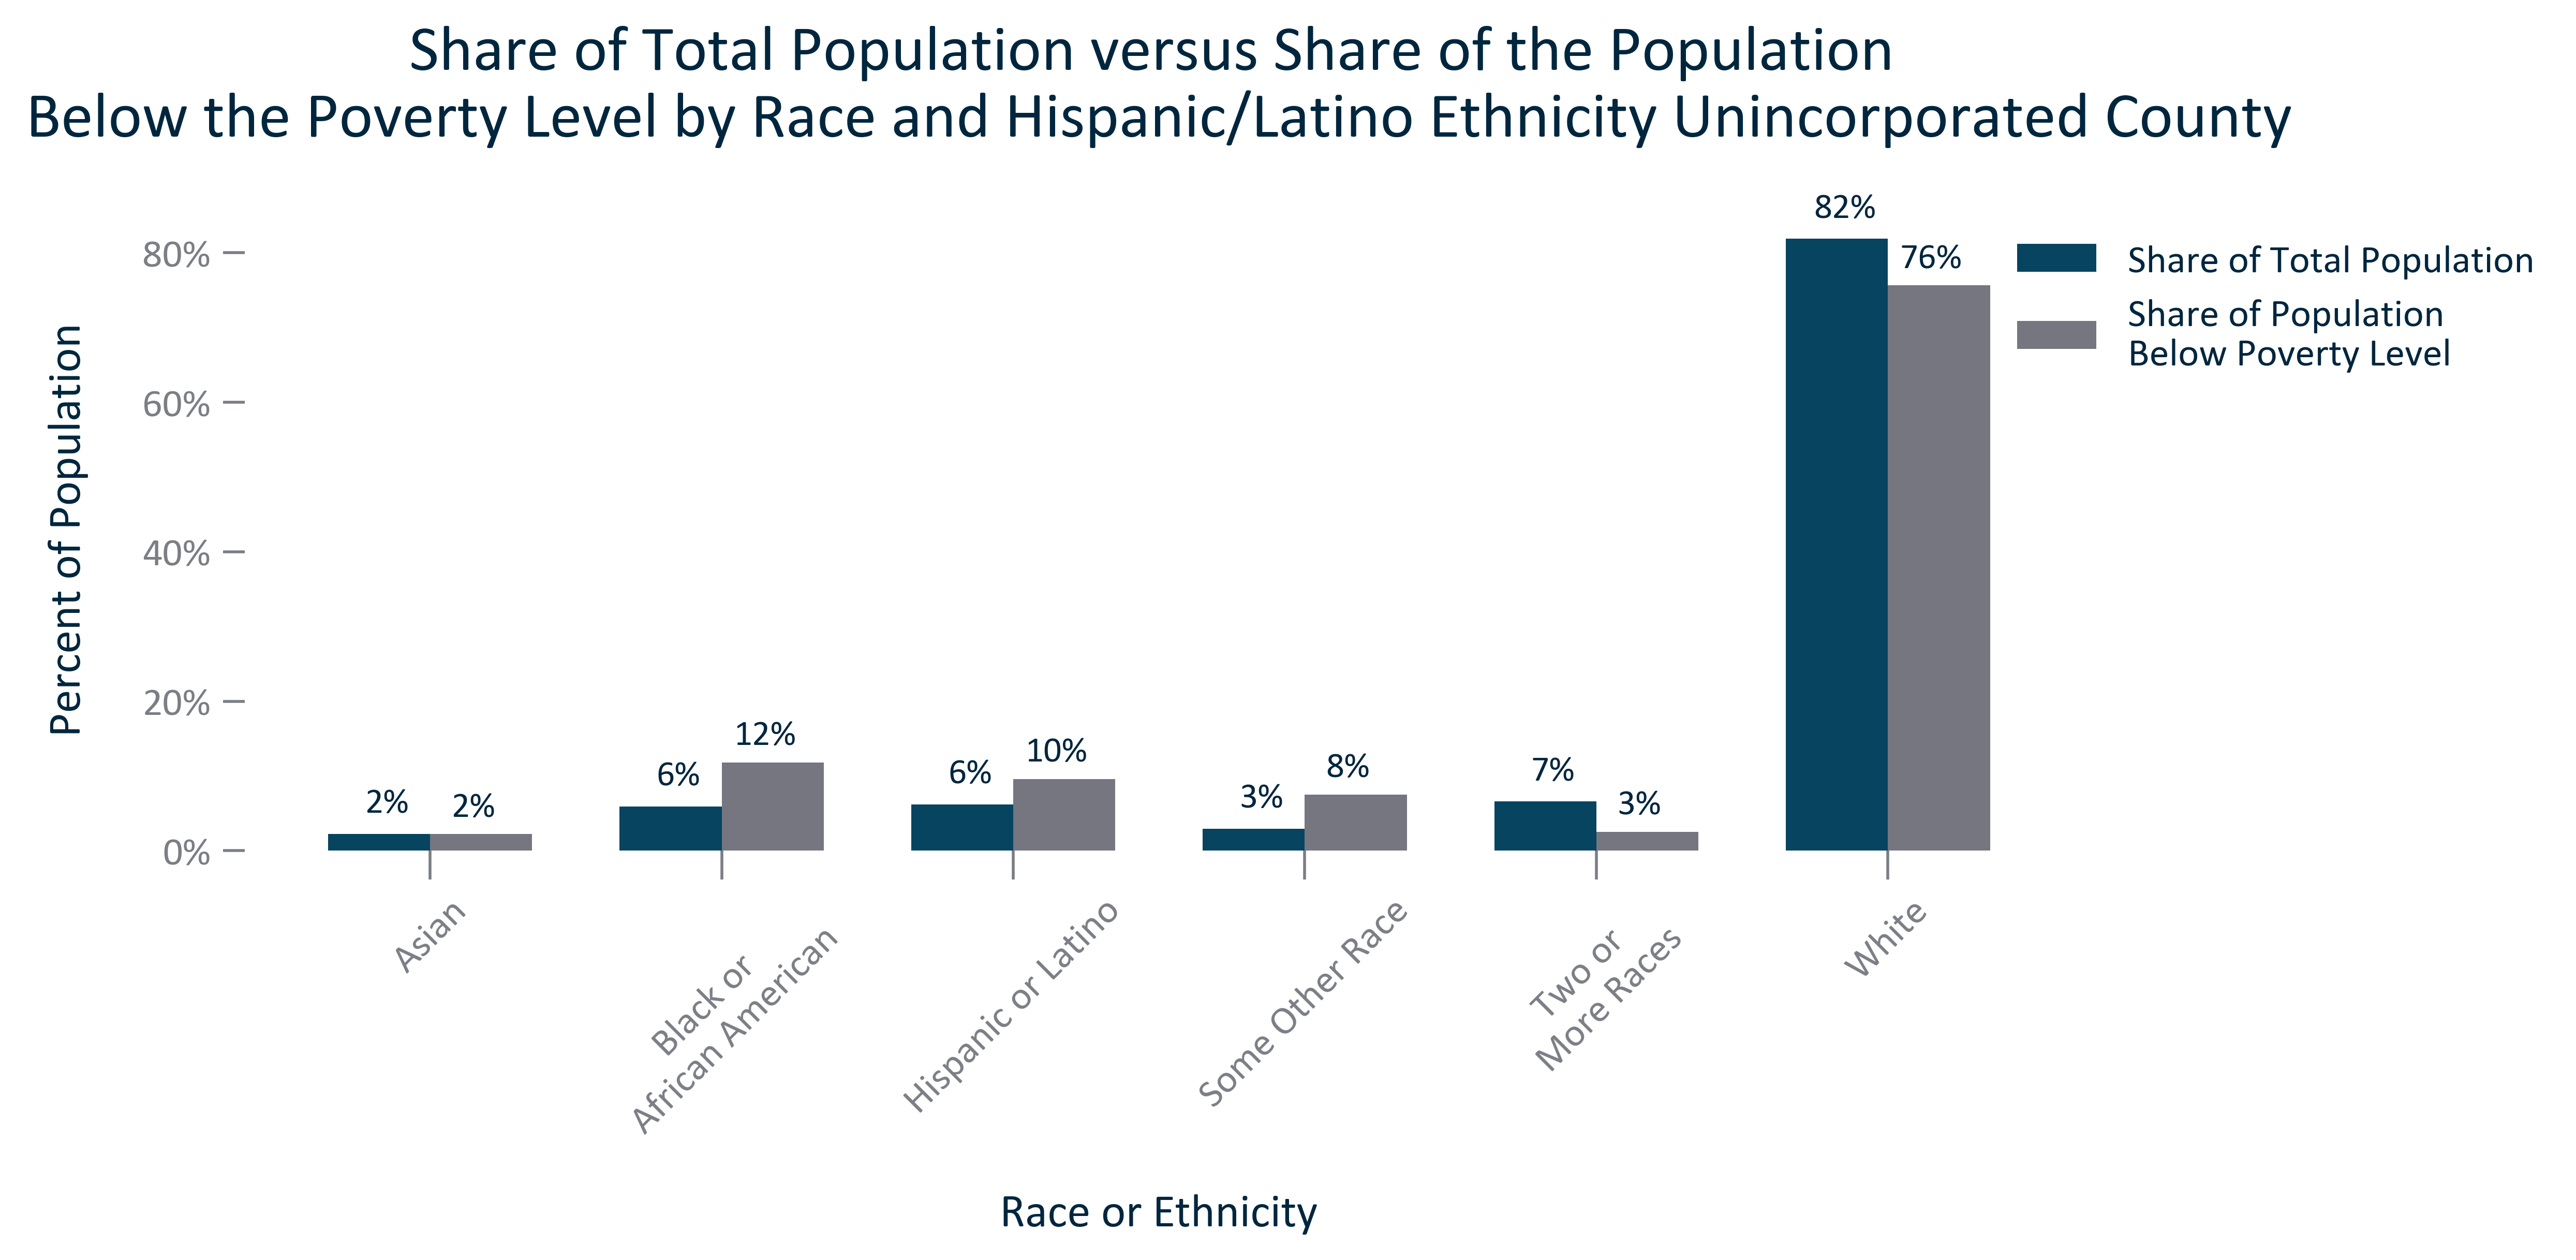 Share of Total Population versus Share of the Population
Below the Poverty Level by Race and Hispanic/Latino Ethnicity Unincorporated County
82%
80%
76%
Share of Total Population
Share of Population
Below Poverty Level
60%
Percent of Population
40%
20%
12%
10%
8%
7%
6%
6%
3%
3%
2%
2%
0%
Asian
Black or
African American
Hispanic or Latino
Some Other Race
Two or
More Races
White
Race or Ethnicity